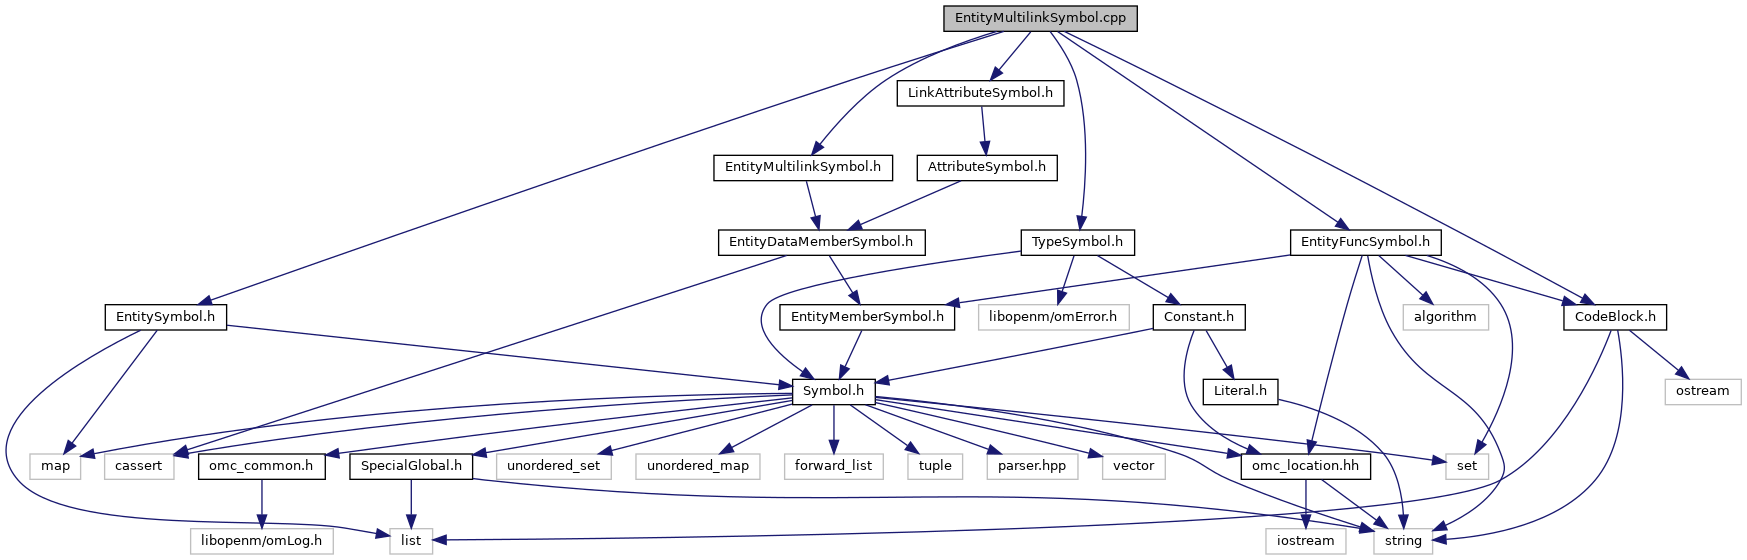 EntityMultilinkSymbol.cpp
LinkAttributeSymbol.h
EntityMultilinkSymbol.h
AttributeSymbol.h
EntityDataMemberSymbol.h
TypeSymbol.h
EntityFuncSymbol.h
EntitySymbol.h
EntityMemberSymbol.h
libopenm/omError.h
Constant.h
algorithm
CodeBlock.h
Symbol.h
Literal.h
ostream
map
cassert
omc_common.h
SpecialGlobal.h
unordered_set
unordered_map
forward_list
tuple
parser.hpp
vector
omc_location.hh
set
libopenm/omLog.h
list
iostream
string